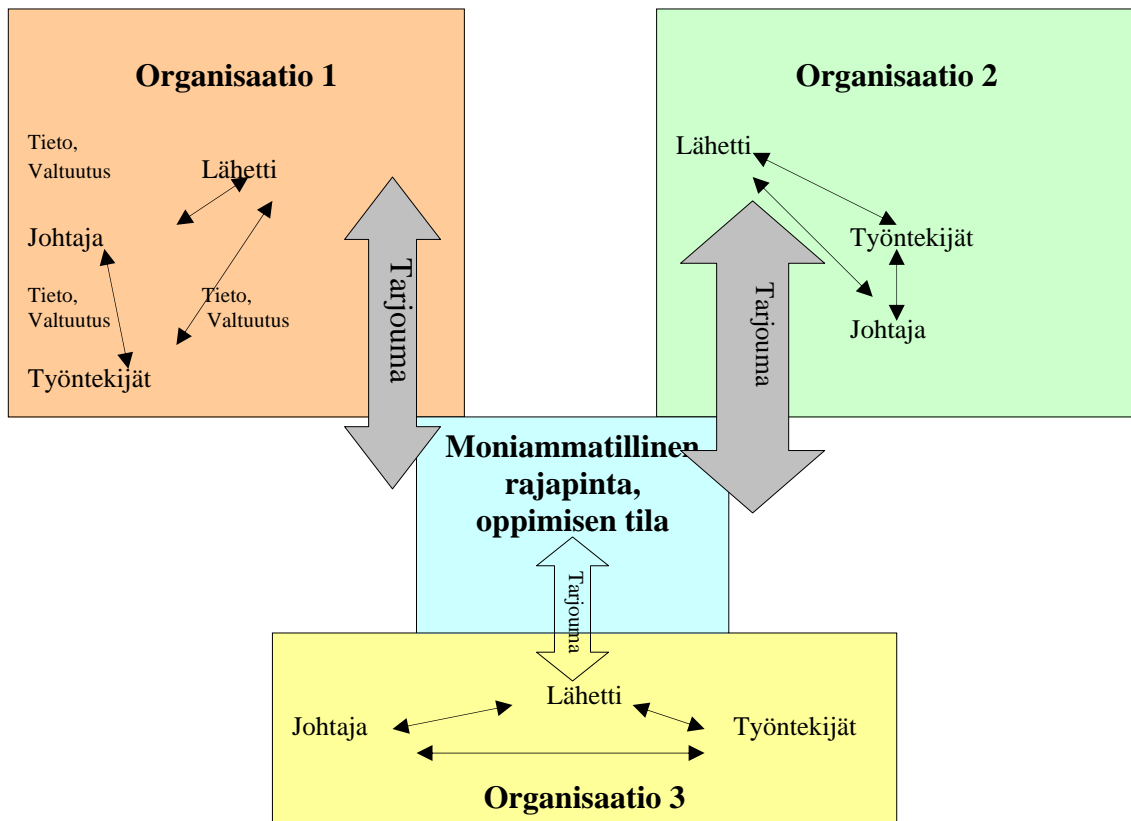 Organisaatio 1
Tieto,
Valtuutus
Lähetti
Johtaja
Tieto,
Valtuutus
Tieto,
Valtuutus
Työntekijät
Tarjouma
Organisaatio 2
Lähetti
Työntekijät
Johtaja
Tarjouma
Moniammatillinen
rajapinta,
oppimisen tila
Tarjouma
Lähetti
Johtaja
Työntekijät
Organisaatio 3